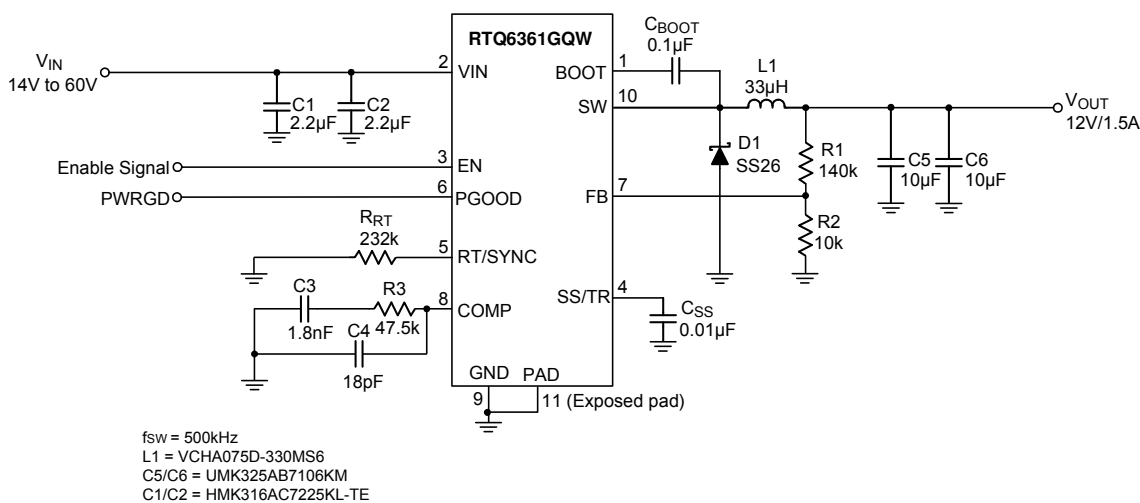 RTQ6361GQW
VIN
14V to 60V
2
VIN
C1
2.2µF
C2
2.2µF
Enable Signal
3
EN
PWRGD
6
PGOOD
RRT
232k
5
RT/SYNC
C3
1.8nF
R3
47.5k
8
COMP
C4
18pF
GND
PAD
9
11 (Exposed pad)
CBOOT
0.1µF
BOOT
1
SW
10
L1
33µH
VOUT
12V/1.5A
D1
SS26
R1
140k
C5
10µF
C6
10µF
FB
7
R2
10k
SS/TR
4
CSS
0.01µF
fSW = 500kHz
L1 = VCHA075D-330MS6
C5/C6 = UMK325AB7106KM
C1/C2 = HMK316AC7225KL-TE